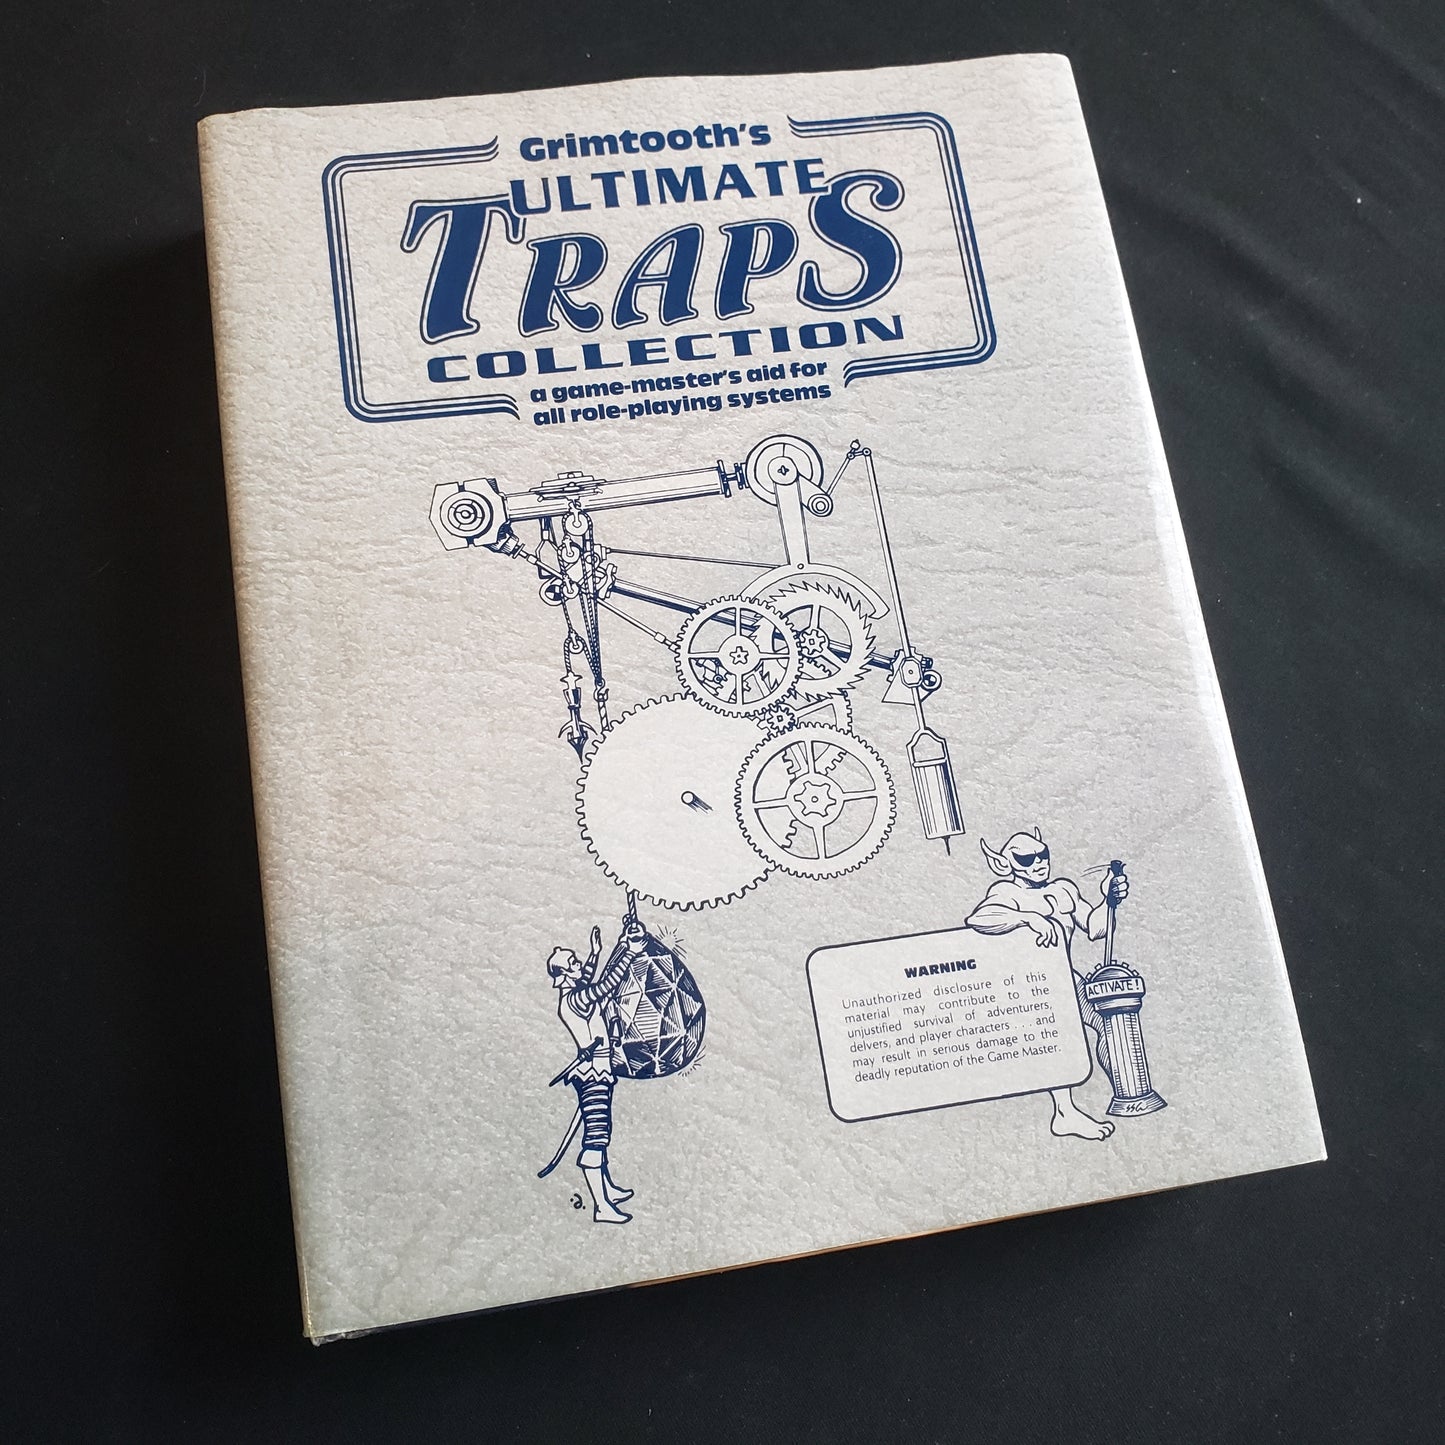 Grimtooth's
ULTIMATE
TRAPS
COLLECTION
a game-master's aid for
all role-playing systems
WARNING
Unauthorized disclosure of this
material may contribute to the
unjustified survival of adventurers,
delvers, and player characters . . . and
may result in serious damage to the
deadly reputation of the Game Master.
ACTIVATE!